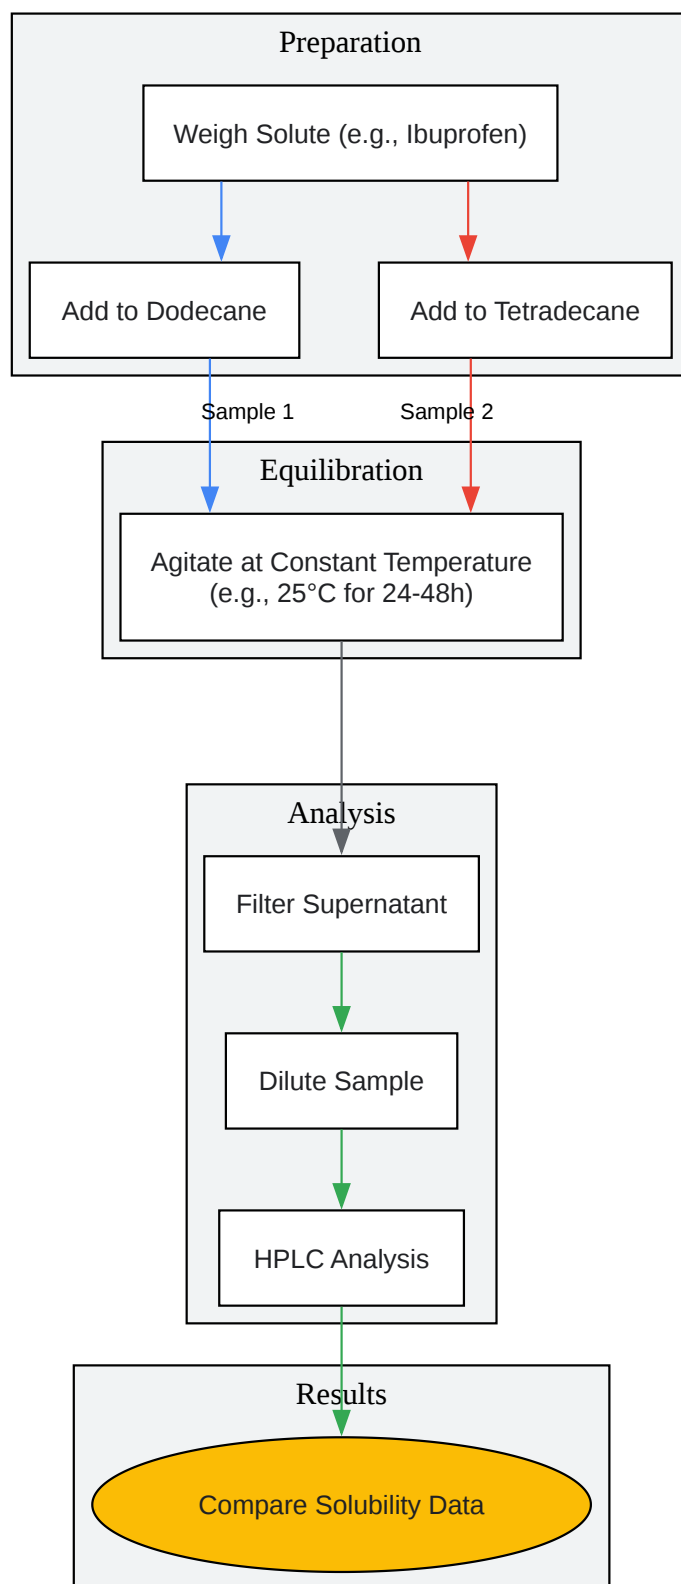 Preparation
Weigh Solute (e.g., Ibuprofen)
Add to Dodecane
Add to Tetradecane
Sample 1
Sample 2
Equilibration
Agitate at Constant Temperature
(e.g., 25°C for 24-48h)
Analysis
Filter Supernatant
Dilute Sample
HPLC Analysis
Results
Compare Solubility Data